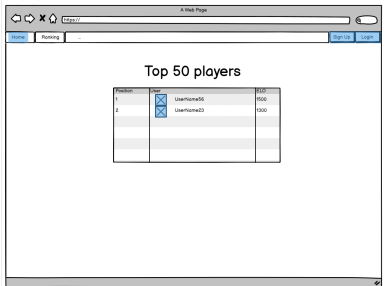 A Web Page
https://
Home Ranking ... Sign Up Login
Top 50 players
Position User ELO
1 UserName56 1500
2 UserName23 1300